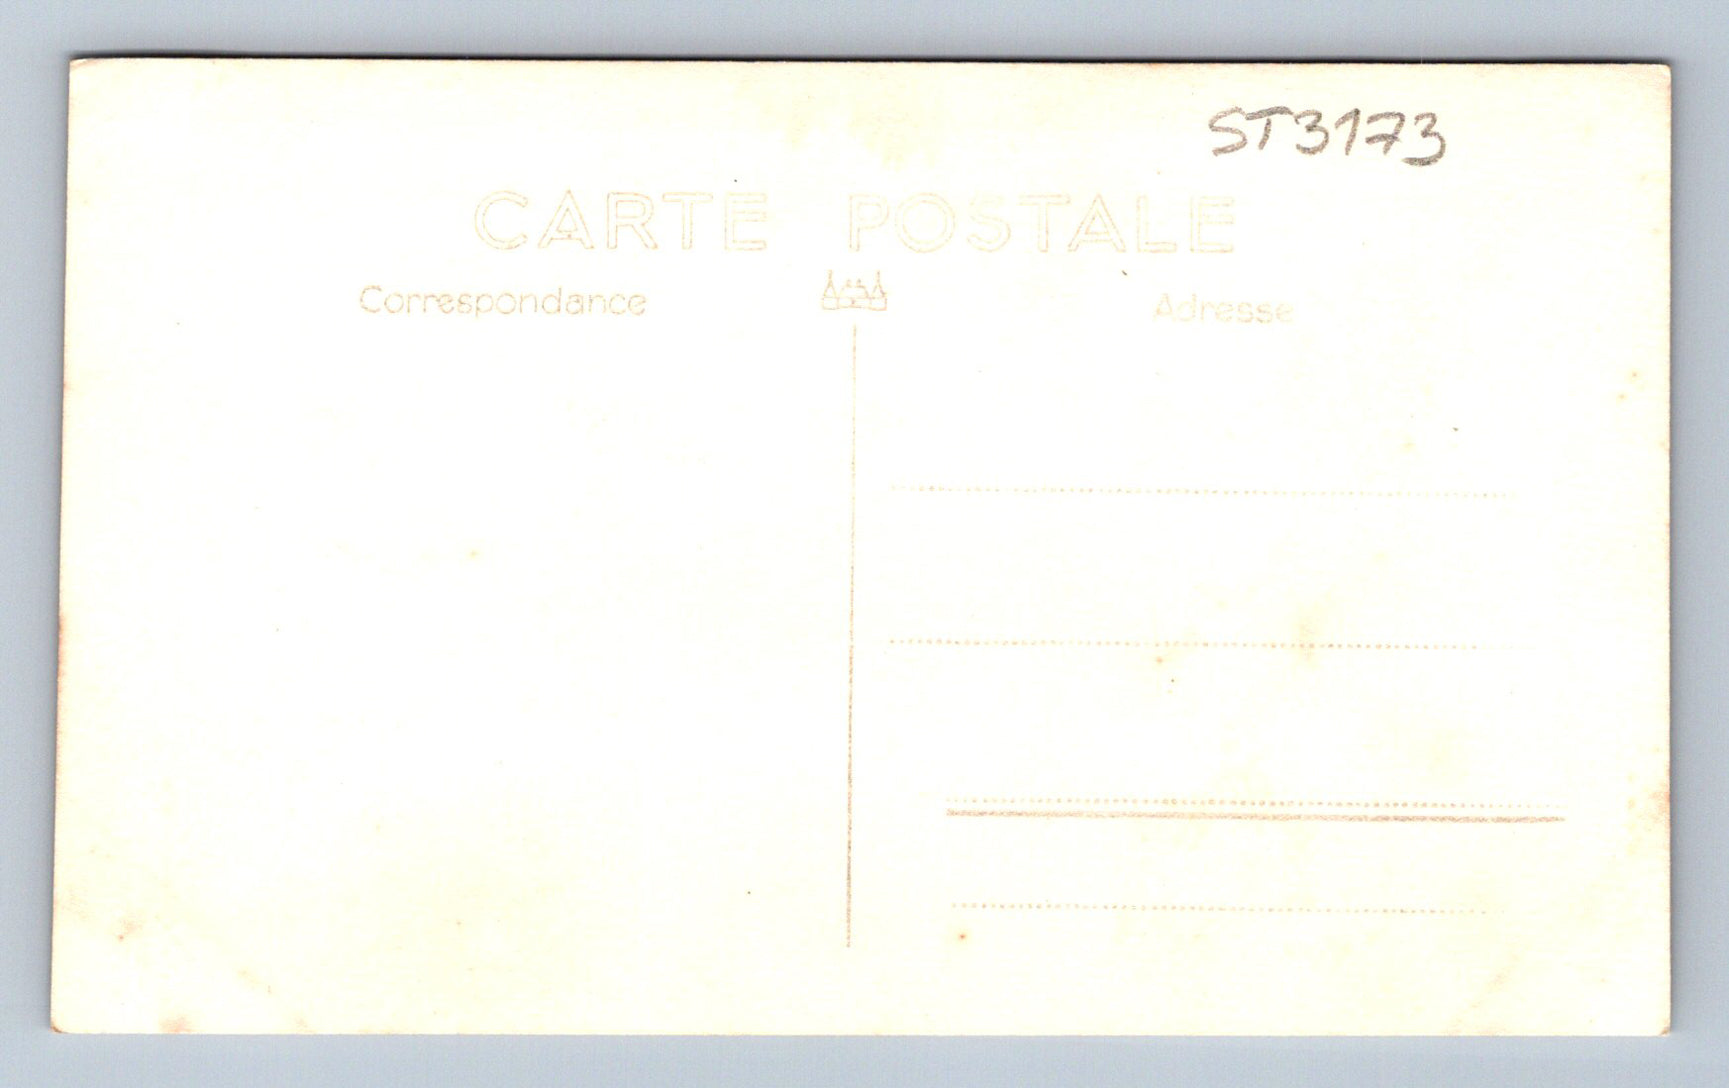 ST3173
CARTE POSTALE
Correspondance
Adresse